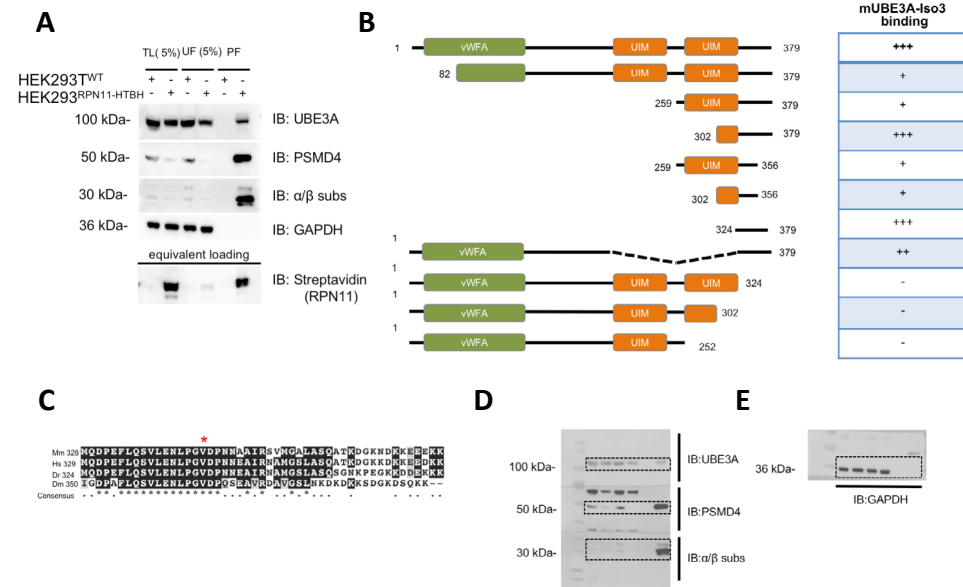 A
TL( 5%) UF (5%) PF
HEK293T^WT + - + - + -
HEK293^RPN11-HTBH - + - + - +
100 kDa- IB: UBE3A
50 kDa- IB: PSMD4
30 kDa- IB: α/β subs
36 kDa- IB: GAPDH
equivalent loading
IB: Streptavidin
(RPN11)
B
mUBE3A-Iso3
binding
1 vWFA UIM UIM 379 +++
82 UIM UIM 379 +
259 UIM 379 +
302 379 +++
259 UIM 356 +
302 356 +
324 379 +++
1 vWFA 379 ++
1 vWFA UIM UIM 324 -
1 vWFA UIM 302 -
1 vWFA UIM 252 -
C
*
Mm 328 MQDPEFLQSVLENLPGVDPNNAAIRSVMGALASQATKDGKNDKKEEDKK
Hs 329 MQDPEFLQSVLENLPGVDPNNEAIRNAMGSLASQATKDGKKDKKEEDKK
Dr 324 MQDPEFLQSVLENLPGVDPNNEAIRNAMGSLASQSGNKPEGKKDEEKKK
Dm 350 IGDPAFLQSVLENLPGVDPQSEAVRDAVGSLNKDKDKKSDGKDSQKK--
Consensus
D
100 kDa- IB:UBE3A
50 kDa- IB:PSMD4
30 kDa- IB:α/β subs
E
36 kDa-
IB:GAPDH